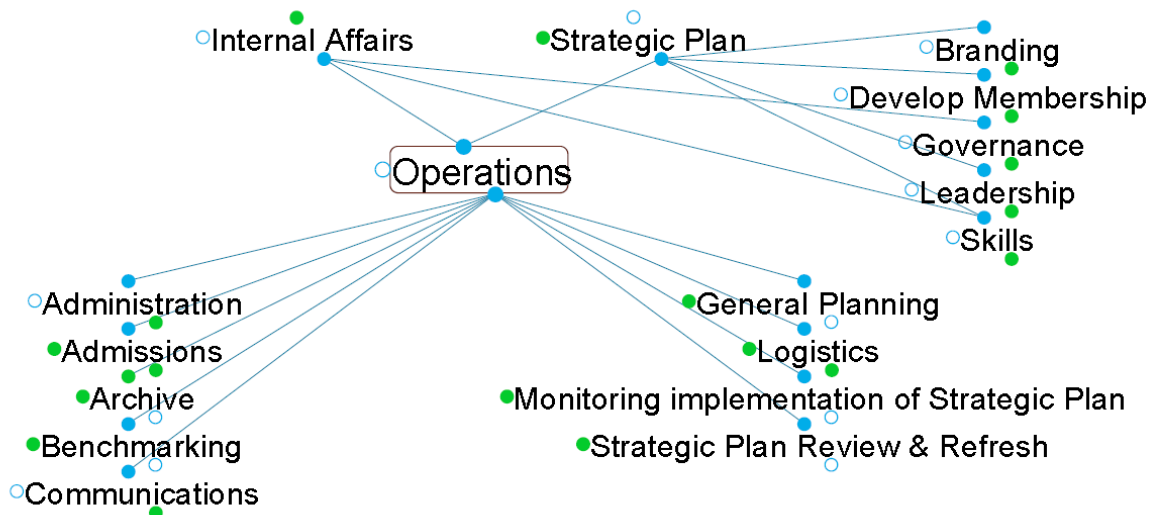 Internal Affairs
Strategic Plan
Branding
Develop Membership
Governance
Leadership
Skills
Operations
Administration
Admissions
Archive
Benchmarking
Communications
General Planning
Logistics
Monitoring implementation of Strategic Plan
Strategic Plan Review & Refresh